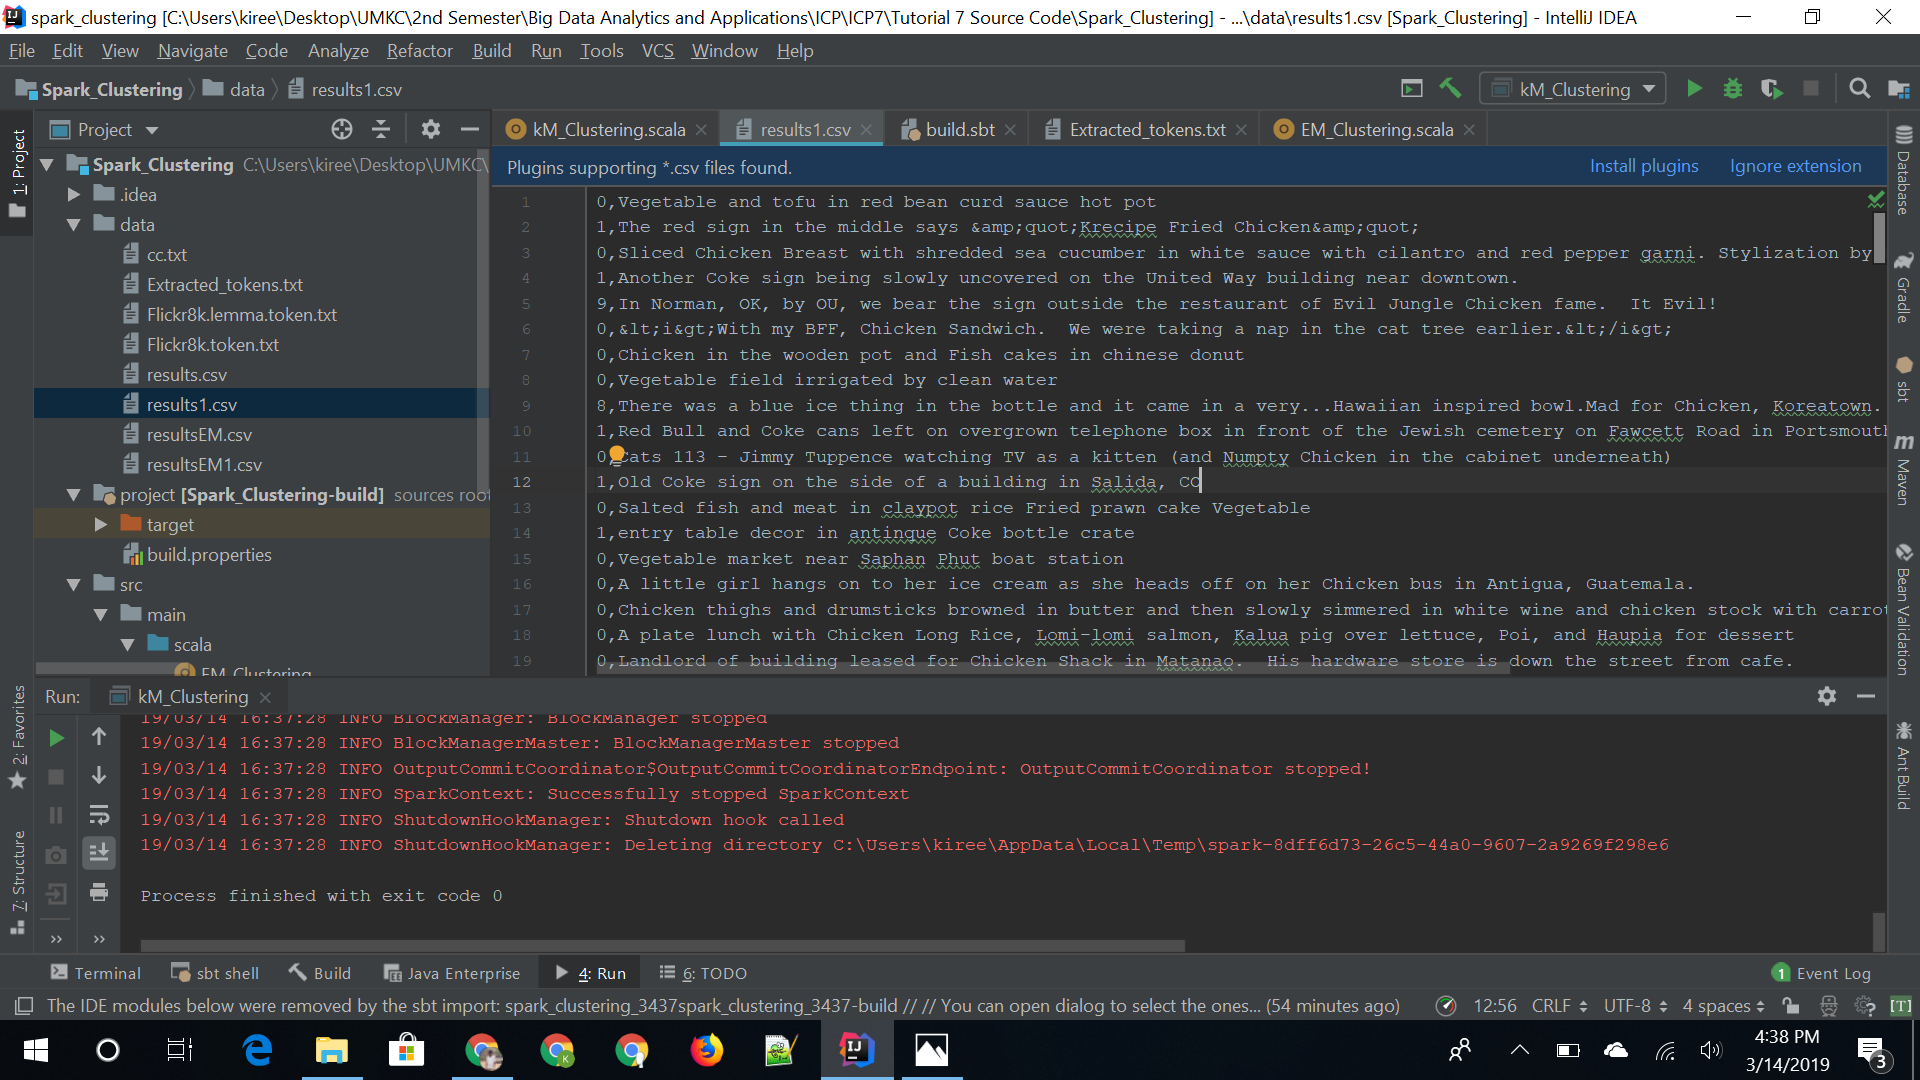 spark_clustering [C:\Users\kiree\Desktop\UMKC\2nd Semester\Big Data Analytics and Applications\ICP\ICP7\Tutorial 7 Source Code\Spark_Clustering] - ...\data\results1.csv [Spark_Clustering] - IntelliJ IDEA
File Edit View Navigate Code Analyze Refactor Build Run Tools VCS Window Help
Spark_Clustering data results1.csv kM_Clustering
1: Project
2: Favorites
7: Structure
Project
Spark_Clustering C:\Users\kiree\Desktop\UMKC\
.idea
data
cc.txt
Extracted_tokens.txt
Flickr8k.lemma.token.txt
Flickr8k.token.txt
results.csv
results1.csv
resultsEM.csv
resultsEM1.csv
project [Spark_Clustering-build] sources root
target
build.properties
src
main
scala
EM_Clustering
kM_Clustering.scala results1.csv build.sbt Extracted_tokens.txt EM_Clustering.scala
Plugins supporting *.csv files found. Install plugins Ignore extension
1 0,Vegetable and tofu in red bean curd sauce hot pot
2 1,The red sign in the middle says &amp;quot;Krecipe Fried Chicken&amp;quot;
3 0,Sliced Chicken Breast with shredded sea cucumber in white sauce with cilantro and red pepper garni. Stylization by
4 1,Another Coke sign being slowly uncovered on the United Way building near downtown.
5 9,In Norman, OK, by OU, we bear the sign outside the restaurant of Evil Jungle Chicken fame.  It Evil!
6 0,&lt;i&gt;With my BFF, Chicken Sandwich.  We were taking a nap in the cat tree earlier.&lt;/i&gt;
7 0,Chicken in the wooden pot and Fish cakes in chinese donut
8 0,Vegetable field irrigated by clean water
9 8,There was a blue ice thing in the bottle and it came in a very...Hawaiian inspired bowl.Mad for Chicken, Koreatown.
10 1,Red Bull and Coke cans left on overgrown telephone box in front of the Jewish cemetery on Fawcett Road in Portsmouth
11 0,Cats 113 - Jimmy Tuppence watching TV as a kitten (and Numpty Chicken in the cabinet underneath)
12 1,Old Coke sign on the side of a building in Salida, CO
13 0,Salted fish and meat in claypot rice Fried prawn cake Vegetable
14 1,entry table decor in antinque Coke bottle crate
15 0,Vegetable market near Saphan Phut boat station
16 0,A little girl hangs on to her ice cream as she heads off on her Chicken bus in Antigua, Guatemala.
17 0,Chicken thighs and drumsticks browned in butter and then slowly simmered in white wine and chicken stock with carrot
18 0,A plate lunch with Chicken Long Rice, Lomi-lomi salmon, Kalua pig over lettuce, Poi, and Haupia for dessert
19 0,Landlord of building leased for Chicken Shack in Matanao.  His hardware store is down the street from cafe.
Database
Gradle
sbt
Maven
Bean Validation
Ant Build
Run: kM_Clustering
19/03/14 16:37:28 INFO BlockManager: BlockManager stopped
19/03/14 16:37:28 INFO BlockManagerMaster: BlockManagerMaster stopped
19/03/14 16:37:28 INFO OutputCommitCoordinator$OutputCommitCoordinatorEndpoint: OutputCommitCoordinator stopped!
19/03/14 16:37:28 INFO SparkContext: Successfully stopped SparkContext
19/03/14 16:37:28 INFO ShutdownHookManager: Shutdown hook called
19/03/14 16:37:28 INFO ShutdownHookManager: Deleting directory C:\Users\kiree\AppData\Local\Temp\spark-8dff6d73-26c5-44a0-9607-2a9269f298e6
Process finished with exit code 0
Terminal sbt shell Build Java Enterprise 4: Run 6: TODO 1 Event Log
The IDE modules below were removed by the sbt import: spark_clustering_3437spark_clustering_3437-build // // You can open dialog to select the ones... (54 minutes ago) 12:56 CRLF UTF-8 4 spaces [T]
4:38 PM
3/14/2019
3